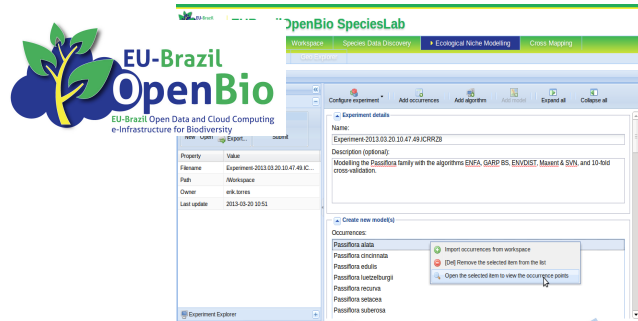 OpenBio SpeciesLab
Workspace
Species Data Discovery
Ecological Niche Modelling
Cross Mapping
EU-Brazil
OpenBio
EU-Brazil Open Data and Cloud Computing
e-Infrastructure for Biodiversity
New Open Export... Submit
Property Value
Filename Experiment-2013.03.20.10.47.49.IC...
Path /Workspace
Owner erik.torres
Last update 2013-03-20 10:51
Experiment Explorer
Configure experiment Add occurrences Add algorithm Add model Expand all Collapse all
Experiment details
Name:
Experiment-2013.03.20.10.47.49.ICRRZ8
Description (optional):
Modelling the Passiflora family with the algorithms ENFA, GARP BS, ENVDIST, Maxent & SVN, and 10-fold
cross-validation.
Create new model(s)
Occurrences:
Passiflora alata
Passiflora cincinnata
Passiflora edulis
Passiflora luetzelburgii
Passiflora recurva
Passiflora setacea
Passiflora suberosa
Import occurrences from workspace
[Del] Remove the selected item from the list
Open the selected item to view the occurrence points